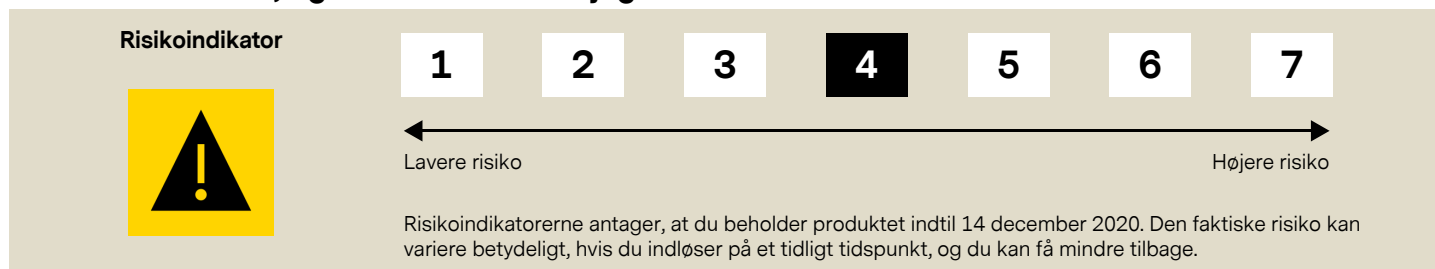 Risikoindikator
1 2 3 4 5 6 7
Lavere risiko Højere risiko
Risikoindikatorerne antager, at du beholder produktet indtil 14 december 2020. Den faktiske risiko kan
variere betydeligt, hvis du indløser på et tidligt tidspunkt, og du kan få mindre tilbage.